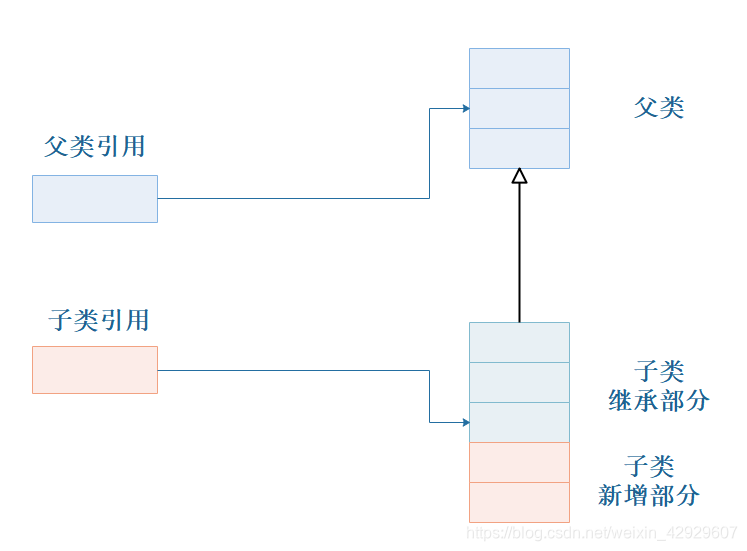 父类
父类引用
子类引用
子类
继承部分
子类
新增部分
https://blog.csdn.net/weixin_42929607